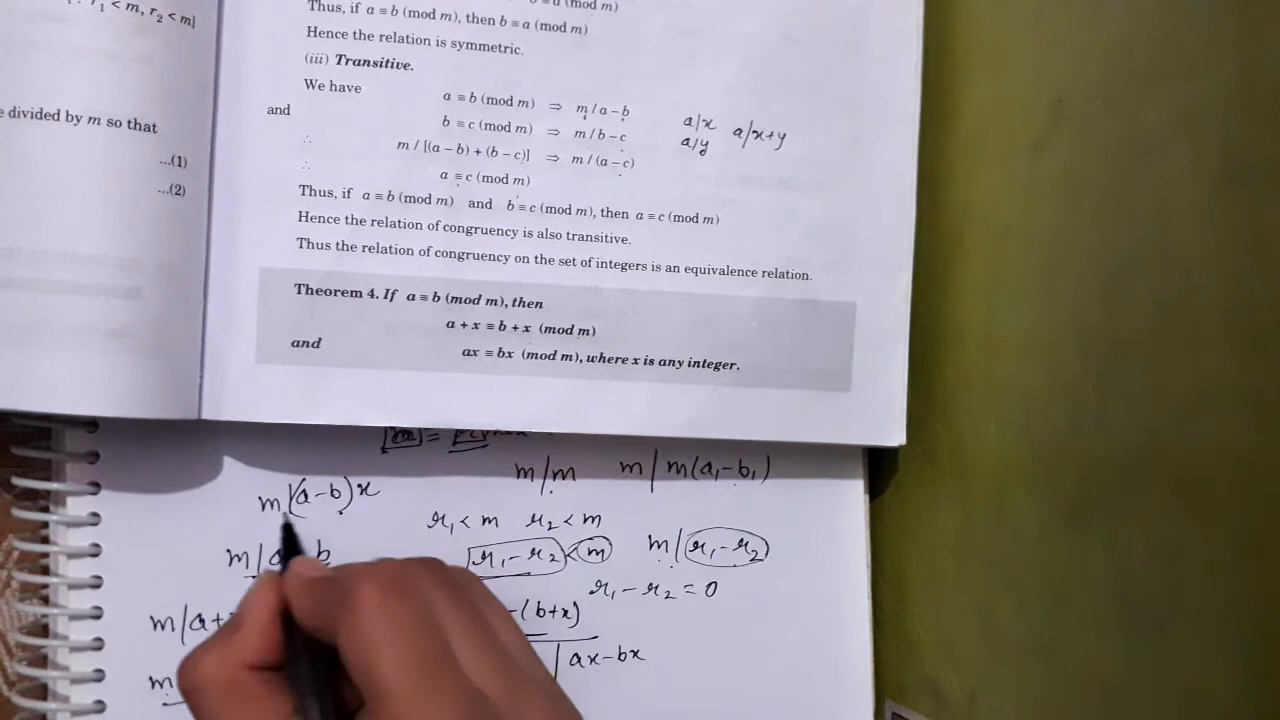 r₁ < m, r₂ < m]
e divided by m so that
...(1)
...(2)
(mod m)
Thus, if a ≡ b (mod m), then b ≡ a (mod m)
Hence the relation is symmetric.
(iii) Transitive.
We have a ≡ b (mod m) ⇒ m / a – b
and b ≡ c (mod m) ⇒ m / b – c
∴ m / [(a – b) + (b – c)] ⇒ m / (a – c)
∴ a ≡ c (mod m)
a/x a/x+y
a/y
Thus, if a ≡ b (mod m) and b ≡ c (mod m), then a ≡ c (mod m)
Hence the relation of congruency is also transitive.
Thus the relation of congruency on the set of integers is an equivalence relation.
Theorem 4. If a ≡ b (mod m), then
a + x ≡ b + x (mod m)
and ax ≡ bx (mod m), where x is any integer.
m/m m/m(a₁-b₁)
m/(a-b)x
r₁ < m r₂ < m
m/a b
r₁-r₂ < m m/(r₁-r₂)
r₁-r₂ = 0
m/a+ -(b+x)
m /ax-bx